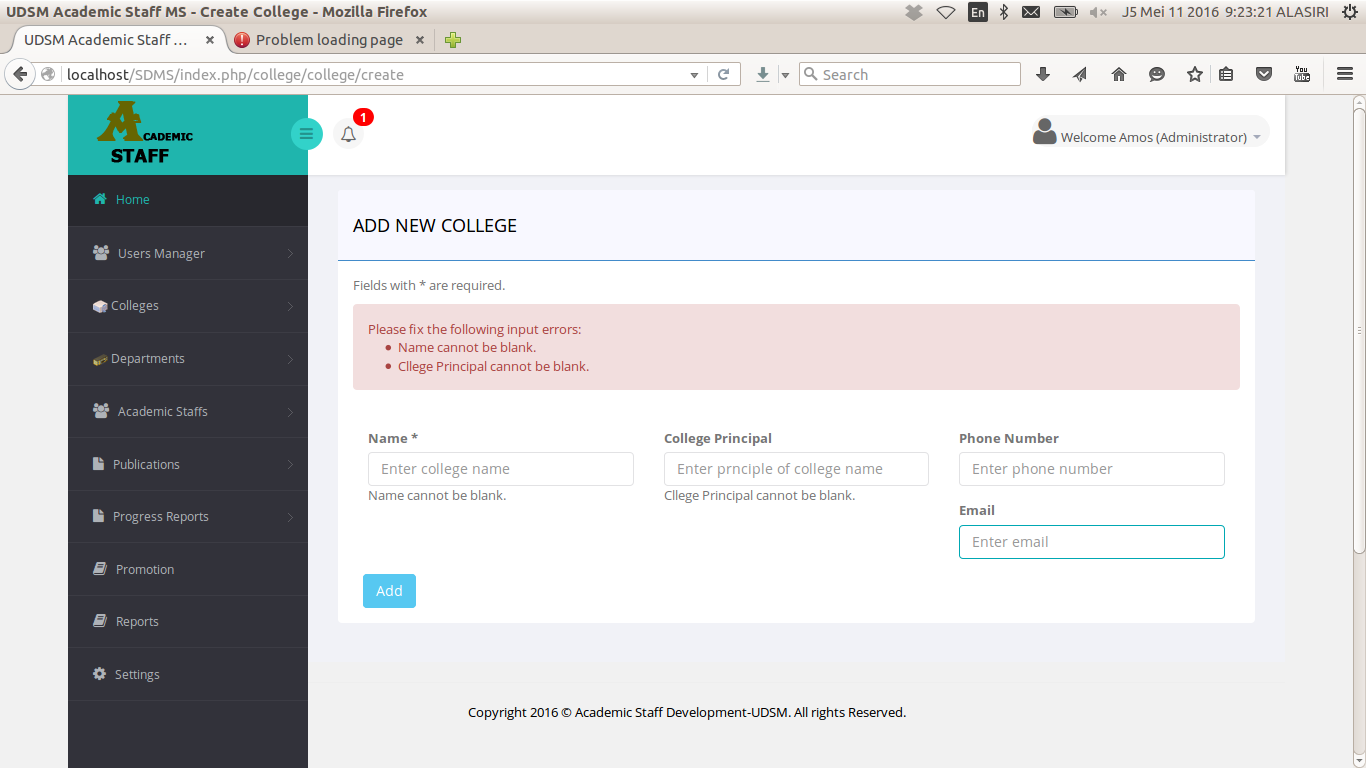 UDSM Academic Staff MS - Create College - Mozilla Firefox
En
J5 Mei 11 2016 9:23:21 ALASIRI
UDSM Academic Staff ...
Problem loading page
localhost/SDMS/index.php/college/college/create
Search
You Tube
ACADEMIC
STAFF
1
Welcome Amos (Administrator)
Home
Users Manager
Colleges
Departments
Academic Staffs
Publications
Progress Reports
Promotion
Reports
Settings
ADD NEW COLLEGE
Fields with * are required.
Please fix the following input errors:
Name cannot be blank.
Cllege Principal cannot be blank.
Name *
College Principal
Phone Number
Enter college name
Enter prnciple of college name
Enter phone number
Name cannot be blank.
Cllege Principal cannot be blank.
Email
Enter email
Add
Copyright 2016 © Academic Staff Development-UDSM. All rights Reserved.